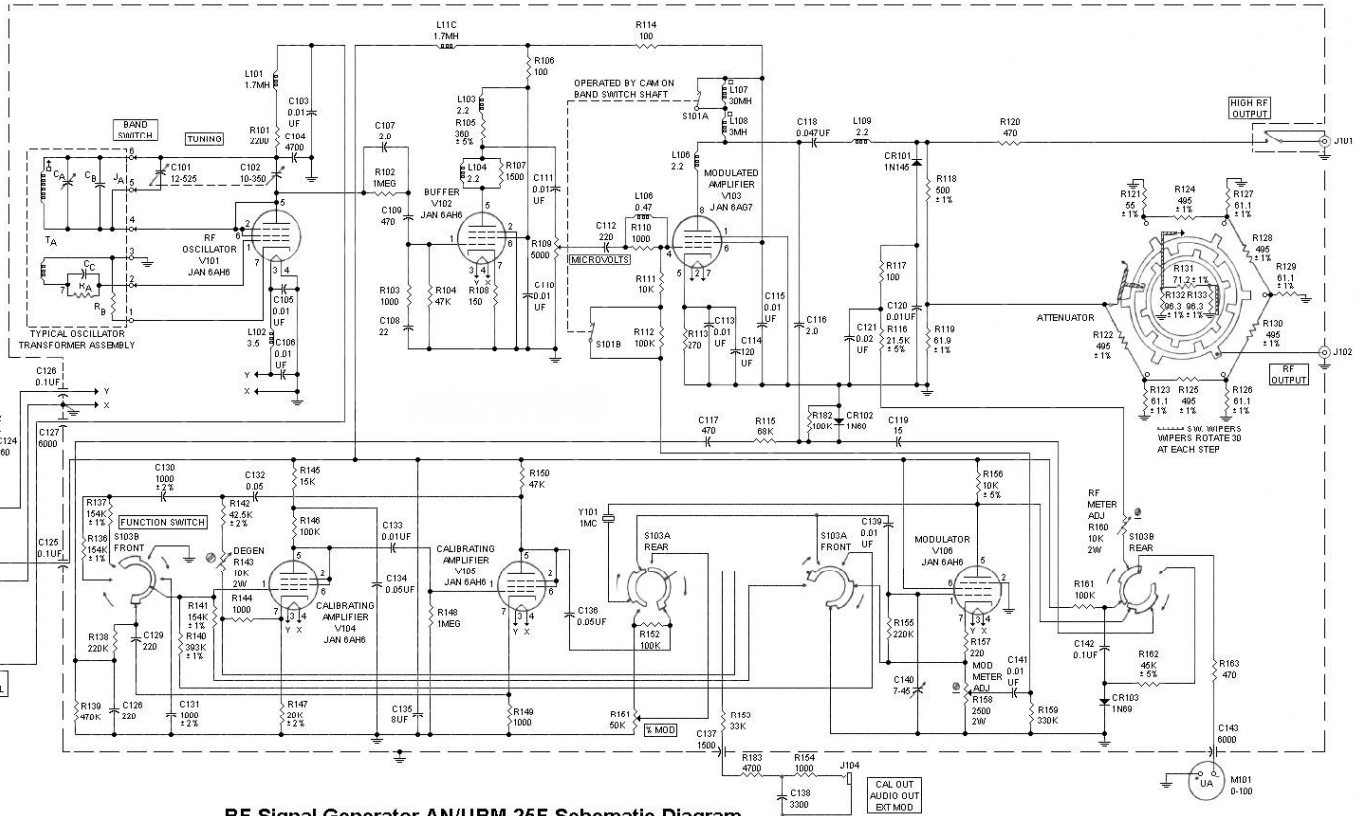 L11C
1.7MH
R114
100
R106
100
L101
1.7MH
C103
0.01
UF
R101
2200
C104
4700
BAND
SWITCH
TUNING
C101
12-525
C102
10-350
6
5
4
3
2
1
CA
CB
JA
TA
CC
RA
RB
7
RF
OSCILLATOR
V101
JAN 6AH6
TYPICAL OSCILLATOR
TRANSFORMER ASSEMBLY
C105
0.01
UF
L102
3.5
C106
0.01
UF
Y
X
C107
2.0
R102
1MEG
C109
470
R103
1000
C108
22
R104
47K
L103
2.2
R105
360
± 5%
L104
R107
1500
BUFFER
V102
JAN 6AH6
R108
150
C111
0.01
UF
R109
5000
C110
0.01
UF
OPERATED BY CAM ON
BAND SWITCH SHAFT
S101A
L107
30MH
L108
3MH
L106
2.2
MODULATED
AMPLIFIER
V103
JAN 6AG7
L106
0.47
R110
1000
C112
220
MICROVOLTS
R111
10K
R112
100K
S101B
R113
270
C113
0.01
UF
C114
120
UF
C115
0.01
UF
C116
2.0
C118
0.047UF
L109
2.2
CR101
1N145
R118
500
± 1%
R117
100
C120
0.01UF
C121
0.02
UF
R116
21.5K
± 5%
R119
61.9
± 1%
R120
470
HIGH RF
OUTPUT
J101
R121
55
± 1%
R124
495
± 1%
R127
61.1
± 1%
R128
495
± 1%
R129
61.1
± 1%
R131
71.2 ± 1%
R132
96.3
± 1%
R133
96.3
± 1%
R130
495
± 1%
ATTENUATOR
R122
495
± 1%
R123
61.1
± 1%
R125
495
± 1%
R126
61.1
± 1%
J102
RF
OUTPUT
SW. WIPERS
WIPERS ROTATE 30
AT EACH STEP
C126
0.1UF
Y
X
C127
6000
C124
60
C125
0.1UF
C117
470
R115
68K
R182
100K
CR102
1N60
C119
15
C130
1000
± 2%
C132
0.05
R137
154K
± 1%
R136
154K
± 1%
FUNCTION SWITCH
S103B
FRONT
R142
42.5K
± 2%
DEGEN
R143
10K
2W
R144
1000
R145
15K
R146
100K
CALIBRATING
AMPLIFIER
V104
JAN 6AH6
C133
0.01UF
C134
0.05UF
R141
154K
± 1%
R140
393K
± 1%
R138
220K
C129
220
R139
470K
C126
220
C131
1000
± 2%
R147
20K
± 2%
C135
8UF
R148
1MEG
CALIBRATING
AMPLIFIER
V105
JAN 6AH6
R150
47K
R149
1000
C136
0.05UF
Y101
1MC
S103A
REAR
R152
100K
R151
50K
% MOD
R153
33K
C137
1500
R183
4700
R154
1000
J104
C138
3300
CAL OUT
AUDIO OUT
EXT MOD
S103A
FRONT
C139
0.01
UF
MODULATOR
V106
JAN 6AH6
R156
10K
± 5%
R155
220K
C140
7-45
R157
220
MOD
METER
ADJ
R158
2500
2W
C141
0.01
UF
R159
330K
RF
METER
ADJ
R160
10K
2W
S103B
REAR
R161
100K
C142
0.1UF
R162
45K
± 5%
CR103
1N69
R163
470
C143
6000
UA
M101
0-100
RF Signal Generator AN/URM-25F Schematic Diagram